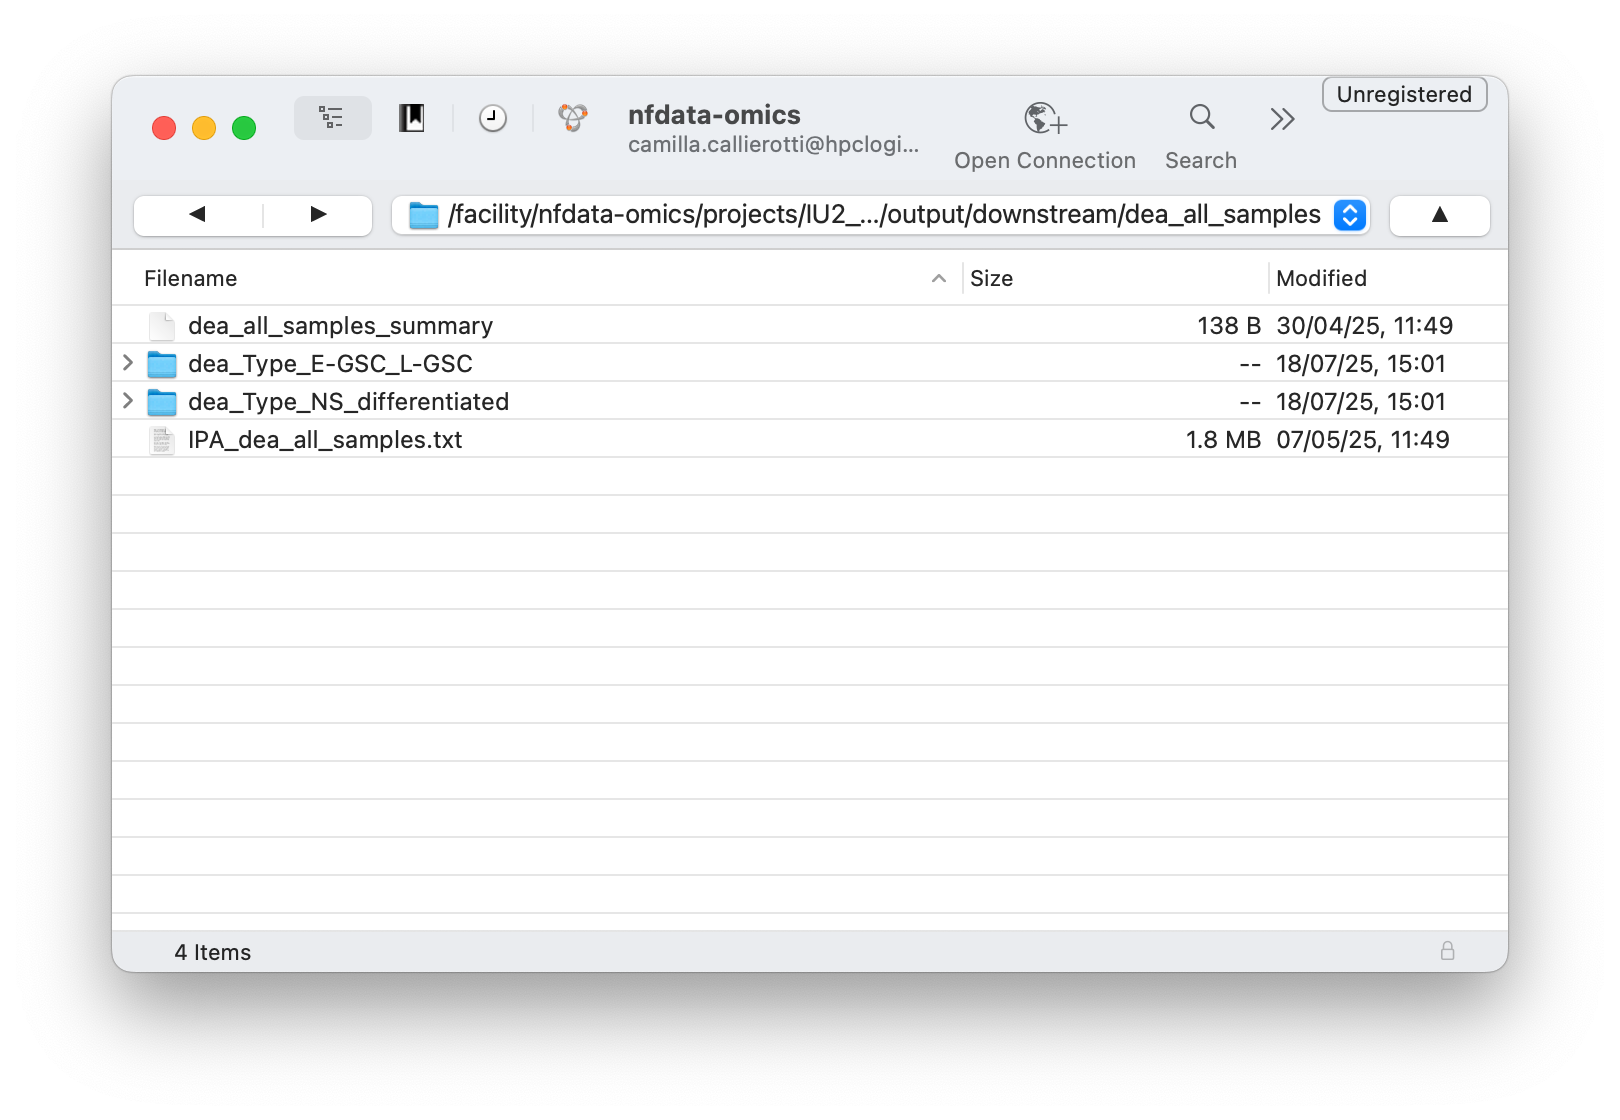 Unregistered
nfdata-omics
camilla.callierotti@hpclogi...
Open Connection
Search
/facility/nfdata-omics/projects/IU2_.../output/downstream/dea_all_samples
Filename Size Modified
dea_all_samples_summary 138 B 30/04/25, 11:49
dea_Type_E-GSC_L-GSC -- 18/07/25, 15:01
dea_Type_NS_differentiated -- 18/07/25, 15:01
IPA_dea_all_samples.txt 1.8 MB 07/05/25, 11:49
4 Items